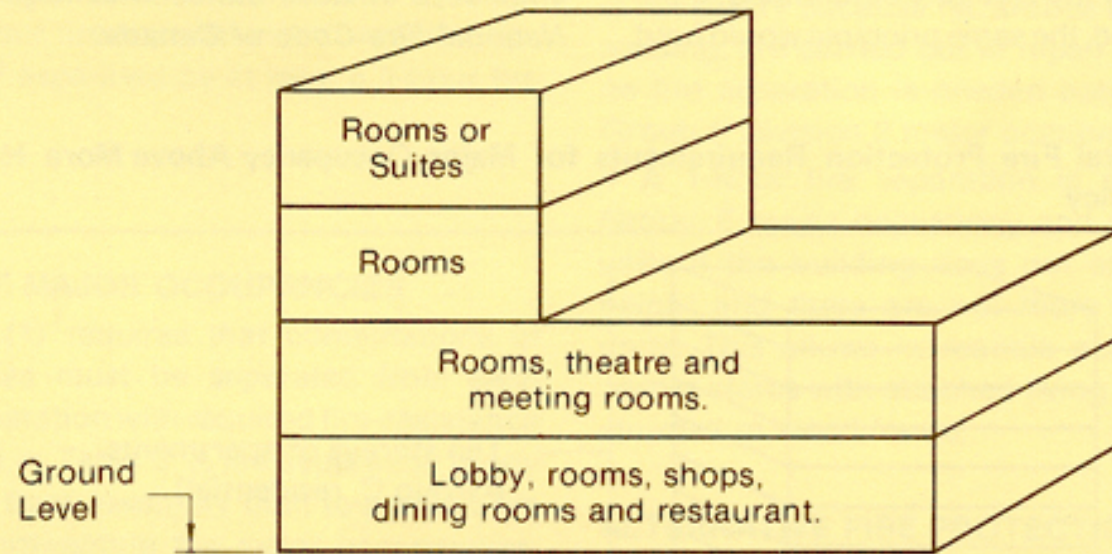 Rooms or
Suites
Rooms
Rooms, theatre and
meeting rooms.
Lobby, rooms, shops,
dining rooms and restaurant.
Ground
Level